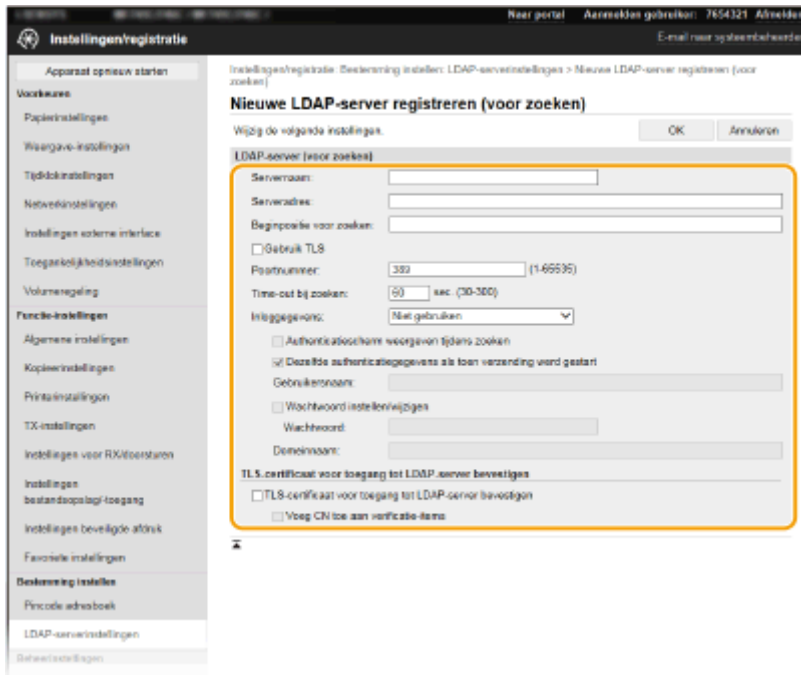 Naar portal Aanmelden gebruiker: 7654321 Afmelden
Instellingen/registratie
E-mail naar systeembeheerder
Apparaat opnieuw starten
Voorkeuren
Papierinstellingen
Weergave-instellingen
Tijdklokinstellingen
Netwerkinstellingen
Instellingen externe interface
Toegankelijkheidsinstellingen
Volumeregeling
Functie-instellingen
Algemene instellingen
Kopieerinstellingen
Printerinstellingen
TX-instellingen
Instellingen voor RX/doorsturen
Instellingen
bestandsopslag/-toegang
Instellingen beveiligde afdruk
Favoriete instellingen
Bestemming instellen
Pincode adresboek
LDAP-serverinstellingen
Beheerinstellingen
Instellingen/registratie: Bestemming instellen: LDAP-serverinstellingen > Nieuwe LDAP-server registreren (voor
zoeken)
Nieuwe LDAP-server registreren (voor zoeken)
Wijzig de volgende instellingen.
OK
Annuleren
LDAP-server (voor zoeken)
Servernaam:
Serveradres:
Beginpositie voor zoeken:
Gebruik TLS
Poortnummer: 389 (1-65535)
Time-out bij zoeken: 60 sec. (30-300)
Inloggegevens: Niet gebruiken
Authenticatiescherm weergeven tijdens zoeken
Dezelfde authenticatiegegevens als toen verzending werd gestart
Gebruikersnaam:
Wachtwoord instellen/wijzigen
Wachtwoord:
Domeinnaam:
TLS-certificaat voor toegang tot LDAP-server bevestigen
TLS-certificaat voor toegang tot LDAP-server bevestigen
Voeg CN toe aan verificatie-items